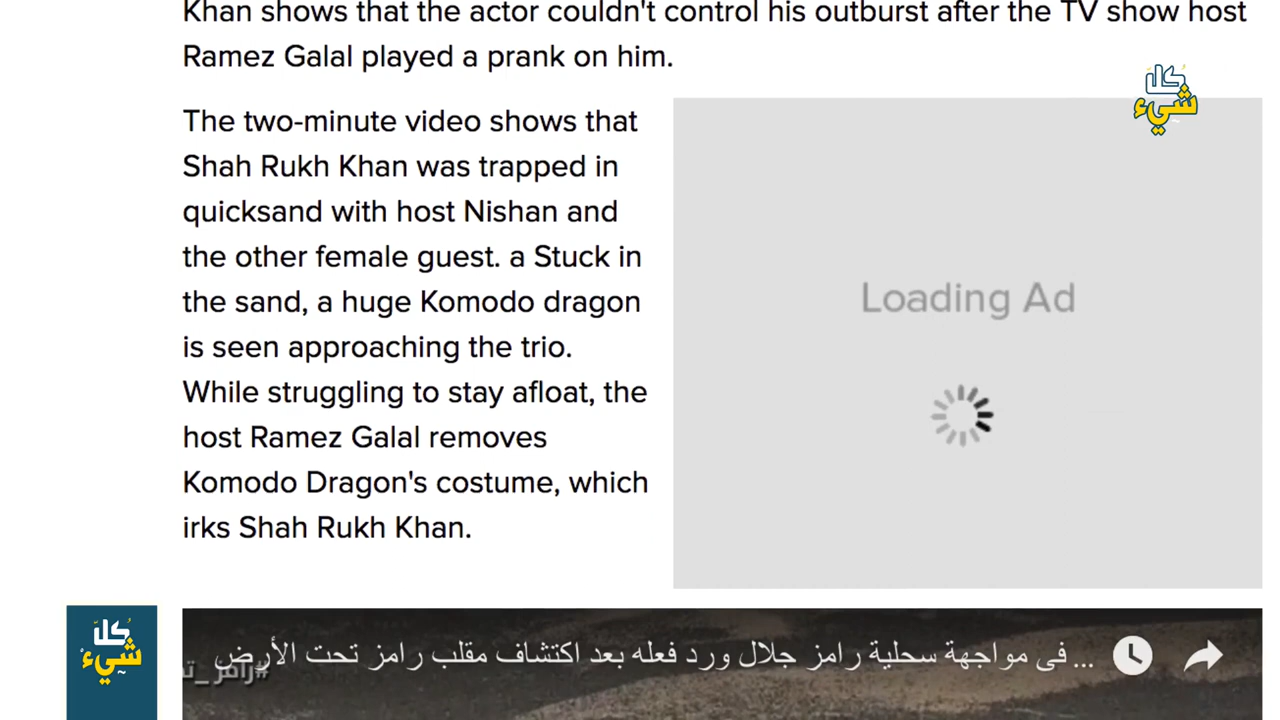 Khan shows that the actor couldn't control his outburst after the TV show host
Ramez Galal played a prank on him.
كل شيء
The two-minute video shows that
Shah Rukh Khan was trapped in
quicksand with host Nishan and
the other female guest. a Stuck in
the sand, a huge Komodo dragon
is seen approaching the trio.
While struggling to stay afloat, the
host Ramez Galal removes
Komodo Dragon's costume, which
irks Shah Rukh Khan.
Loading Ad
كل شيء
فى مواجهة سحلية رامز جلال ورد فعله بعد اكتشاف مقلب رامز تحت الأرض ...
#رامز_تح